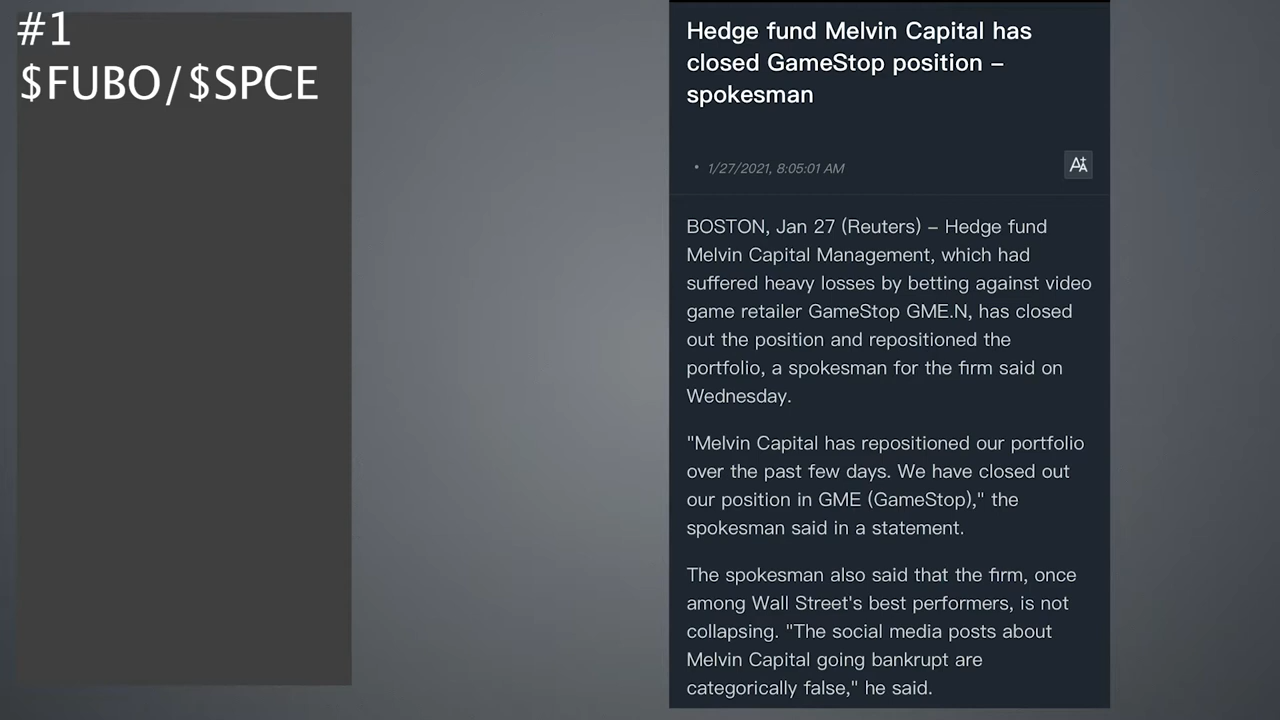 #1
$FUBO/$SPCE
Hedge fund Melvin Capital has
closed GameStop position –
spokesman
• 1/27/2021, 8:05:01 AM
BOSTON, Jan 27 (Reuters) – Hedge fund
Melvin Capital Management, which had
suffered heavy losses by betting against video
game retailer GameStop GME.N, has closed
out the position and repositioned the
portfolio, a spokesman for the firm said on
Wednesday.
"Melvin Capital has repositioned our portfolio
over the past few days. We have closed out
our position in GME (GameStop)," the
spokesman said in a statement.
The spokesman also said that the firm, once
among Wall Street's best performers, is not
collapsing. "The social media posts about
Melvin Capital going bankrupt are
categorically false," he said.